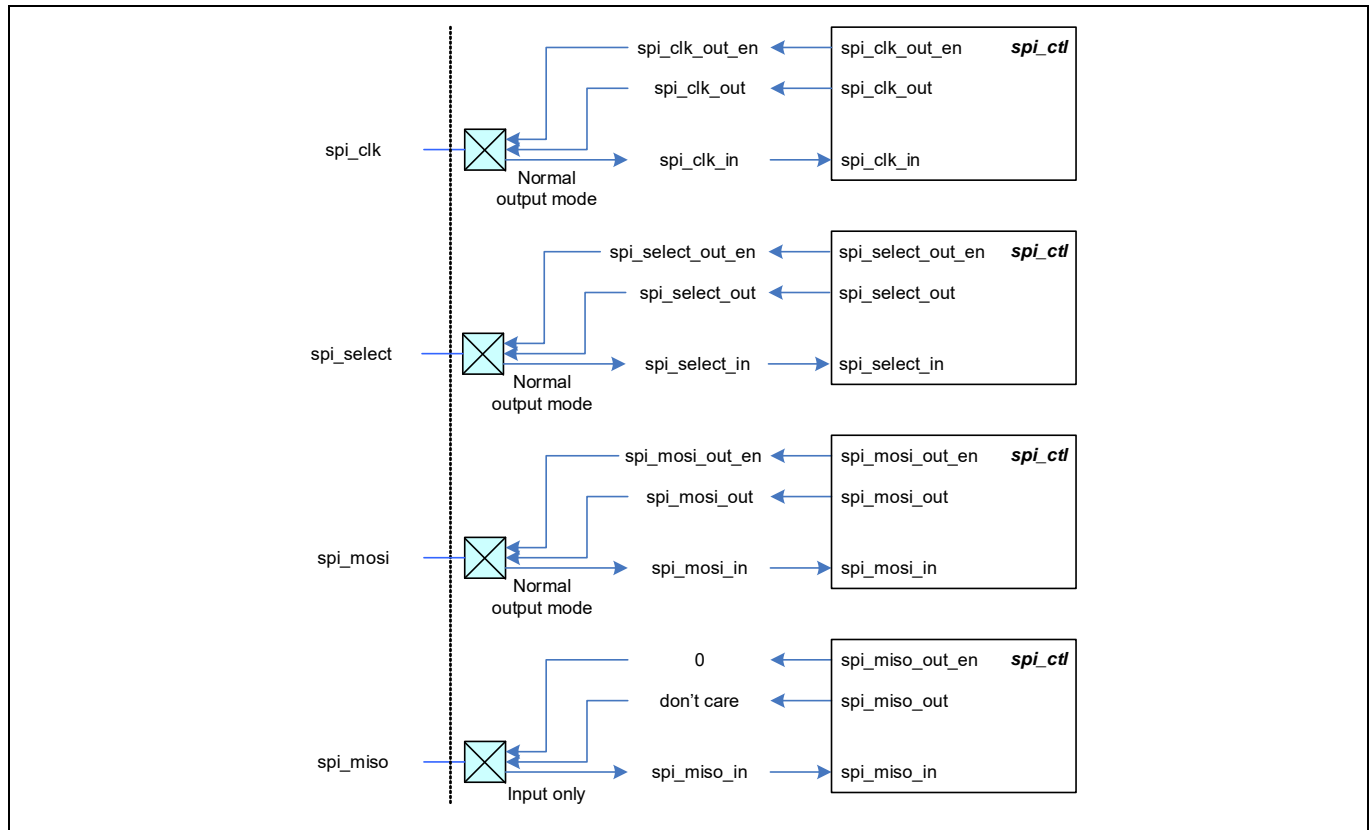 spi_clk_out_en spi_clk_out_en spi_ctl
spi_clk_out spi_clk_out
spi_clk spi_clk_in spi_clk_in
Normal
output mode
spi_select_out_en spi_select_out_en spi_ctl
spi_select_out spi_select_out
spi_select spi_select_in spi_select_in
Normal
output mode
spi_mosi_out_en spi_mosi_out_en spi_ctl
spi_mosi_out spi_mosi_out
spi_mosi spi_mosi_in spi_mosi_in
Normal
output mode
0 spi_miso_out_en spi_ctl
don’t care spi_miso_out
spi_miso spi_miso_in spi_miso_in
Input only